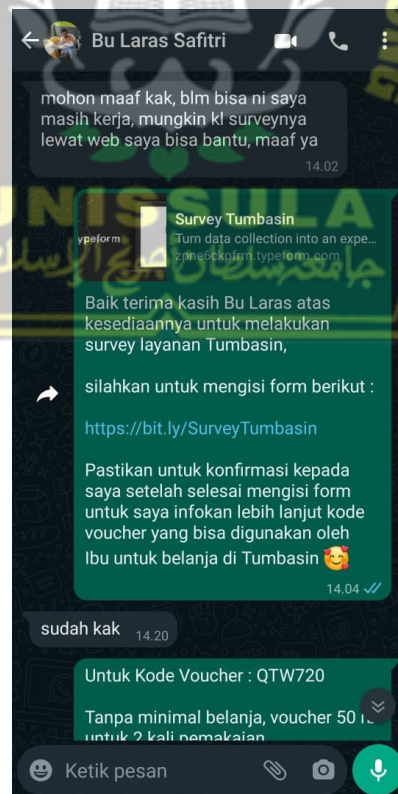 Bu Laras Safitri
mohon maaf kak, blm bisa ni saya
masih kerja, mungkin kl surveynya
lewat web saya bisa bantu, maaf ya
14.02
UNISSULA
جامعتسلطان أجونج الإسلامية
ypeform
Survey Tumbasin
Turn data collection into an expe...
zpne6ckpfrm.typeform.com
Baik terima kasih Bu Laras atas
kesediaannya untuk melakukan
survey layanan Tumbasin,
silahkan untuk mengisi form berikut :
https://bit.ly/SurveyTumbasin
Pastikan untuk konfirmasi kepada
saya setelah selesai mengisi form
untuk saya infokan lebih lanjut kode
voucher yang bisa digunakan oleh
Ibu untuk belanja di Tumbasin 🥰
14.04
sudah kak
14.20
Untuk Kode Voucher : QTW720
Tanpa minimal belanja, voucher 50
untuk 2 kali pemakaian
Ketik pesan